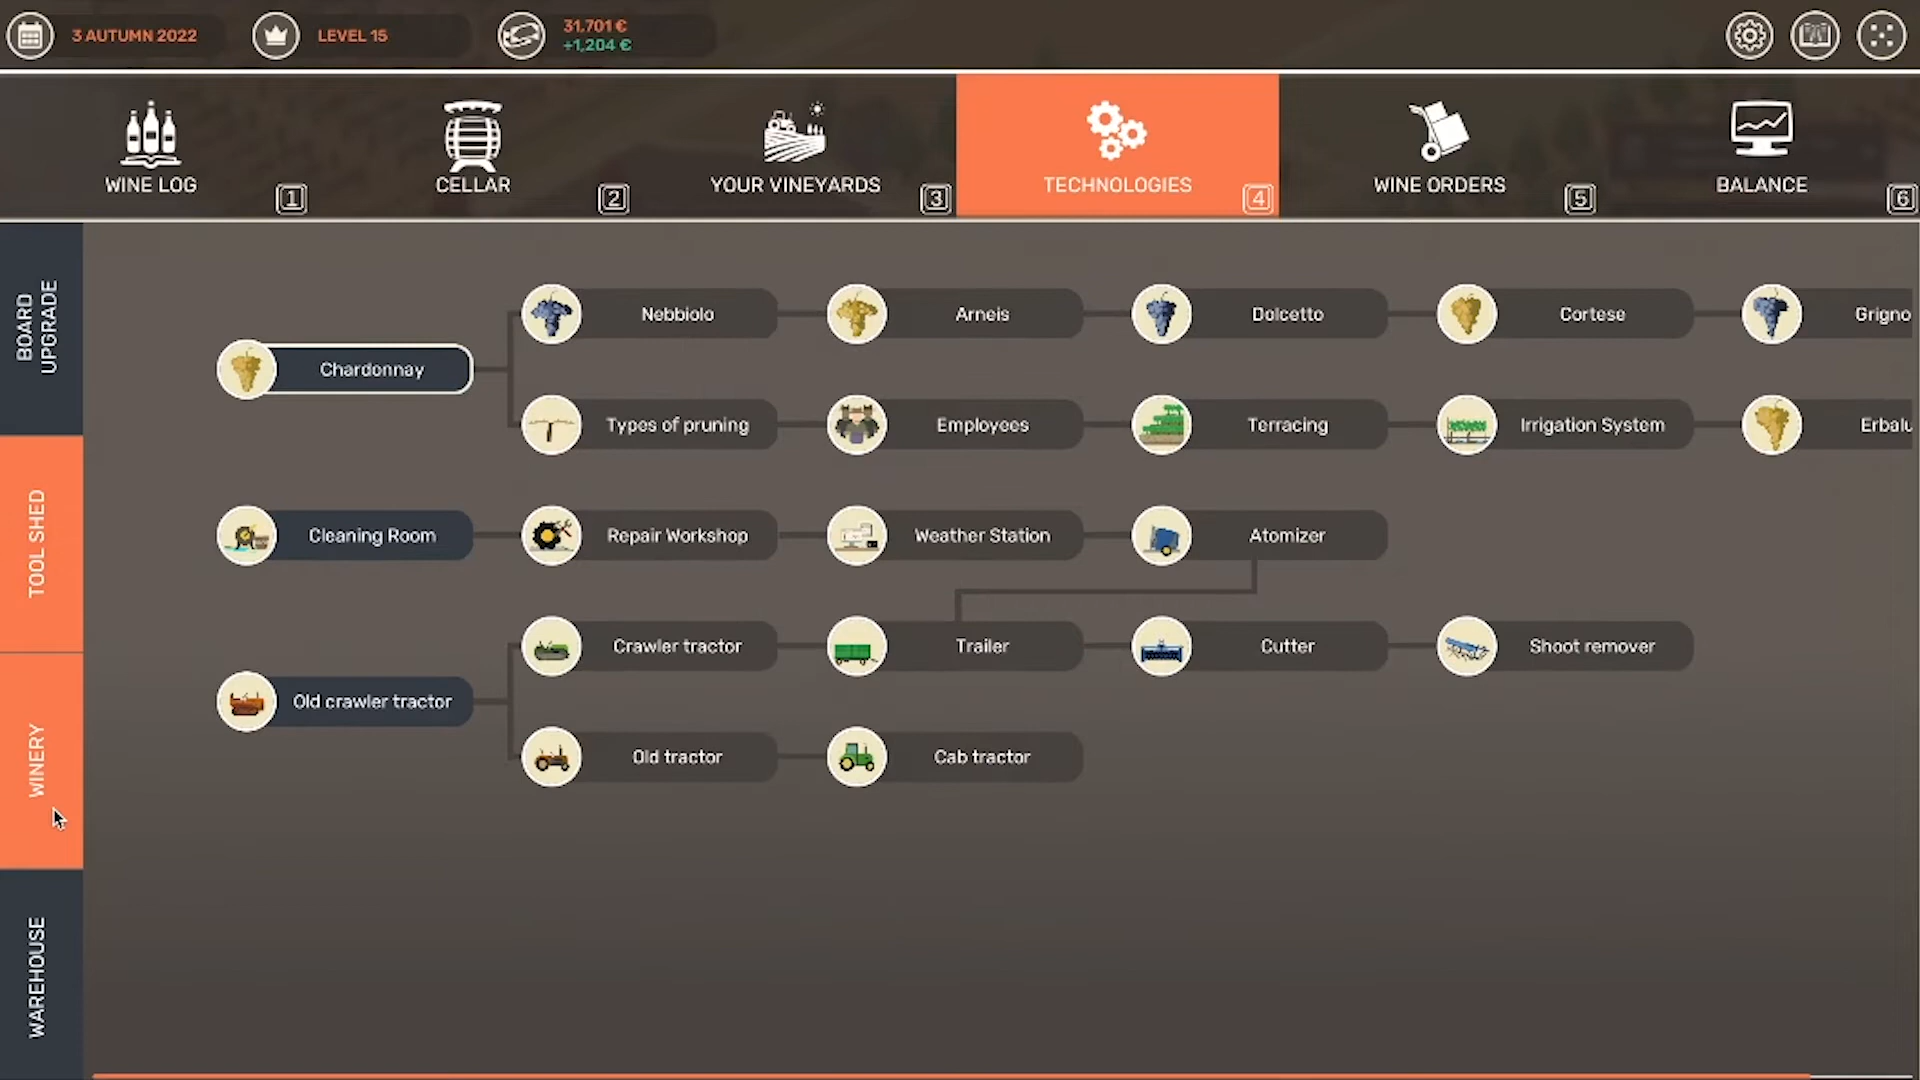 3 AUTUMN 2022
LEVEL 15
31.701 €
+1,204 €
WINE LOG
1
CELLAR
2
YOUR VINEYARDS
3
TECHNOLOGIES
4
WINE ORDERS
5
BALANCE
6
BOARD
UPGRADE
TOOL SHED
WINERY
WAREHOUSE
Chardonnay
Nebbiolo
Arneis
Dolcetto
Cortese
Grigno
Types of pruning
Employees
Terracing
Irrigation System
Erbalu
Cleaning Room
Repair Workshop
Weather Station
Atomizer
Old crawler tractor
Crawler tractor
Trailer
Cutter
Shoot remover
Old tractor
Cab tractor